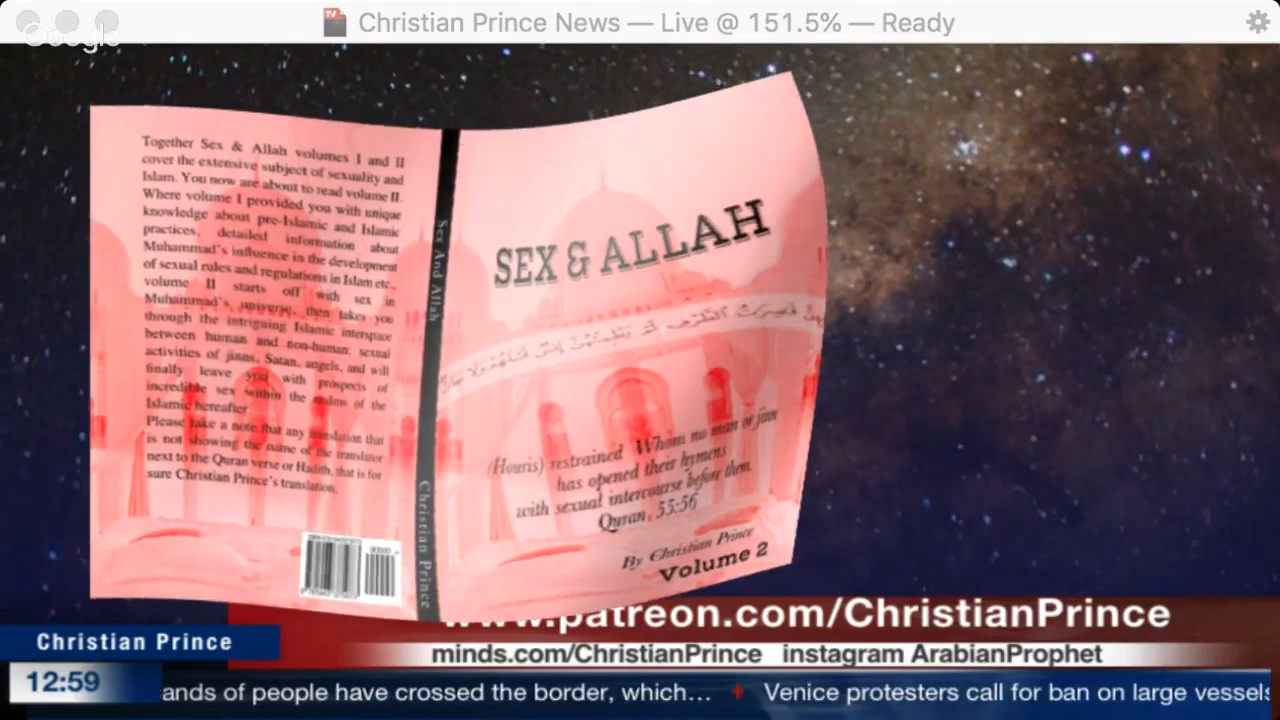 Christian Prince News — Live @ 151.5% — Ready
Google
Together Sex & Allah volumes I and II
cover the extensive subject of sexuality and
Islam. You now are about to read volume II.
Where volume I provided you with unique
knowledge about pre-Islamic and Islamic
practices, detailed information about
Muhammad's influence in the development
of sexual rules and regulations in Islam etc.,
volume II starts off with sex in
Muhammad's universe, then takes you
through the intriguing Islamic interspace
between human and non-human: sexual
activities of jinns, Satan, angels, and will
finally leave you with prospects of
incredible sex within the realms of the
Islamic hereafter.
Please take a note that any translation that
is not showing the name of the translator
next to the Quran verse or Hadith, that is for
sure Christian Prince's translation.
Sex And Allah
Christian Prince
SEX & ALLAH
(Houris) restrained Whom no man or jinn
has opened their hymens
with sexual intercourse before them.
Quran, 55:56
By Christian Prince
Volume 2
www.patreon.com/ChristianPrince
minds.com/ChristianPrince instagram ArabianProphet
Christian Prince
12:59
ands of people have crossed the border, which... ♦ Venice protesters call for ban on large vessels